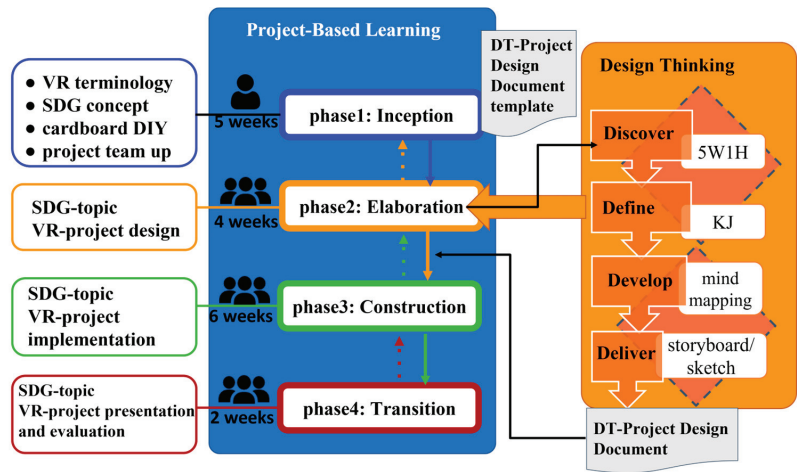 Project-Based Learning
● VR terminology
● SDG concept
● cardboard DIY
● project team up
5 weeks
phase1: Inception
DT-Project
Design
Document
template
SDG-topic
VR-project design
4 weeks
phase2: Elaboration
SDG-topic
VR-project
implementation
6 weeks
phase3: Construction
SDG-topic
VR-project presentation
and evaluation
2 weeks
phase4: Transition
Design Thinking
Discover
5W1H
Define
KJ
Develop
mind
mapping
Deliver
storyboard/
sketch
DT-Project Design
Document